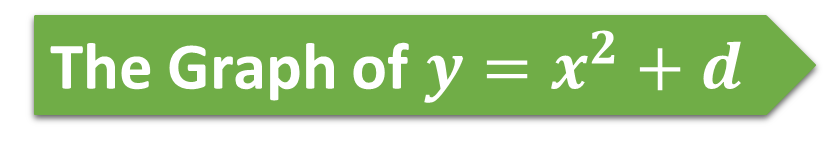 The Graph of y = x² + d